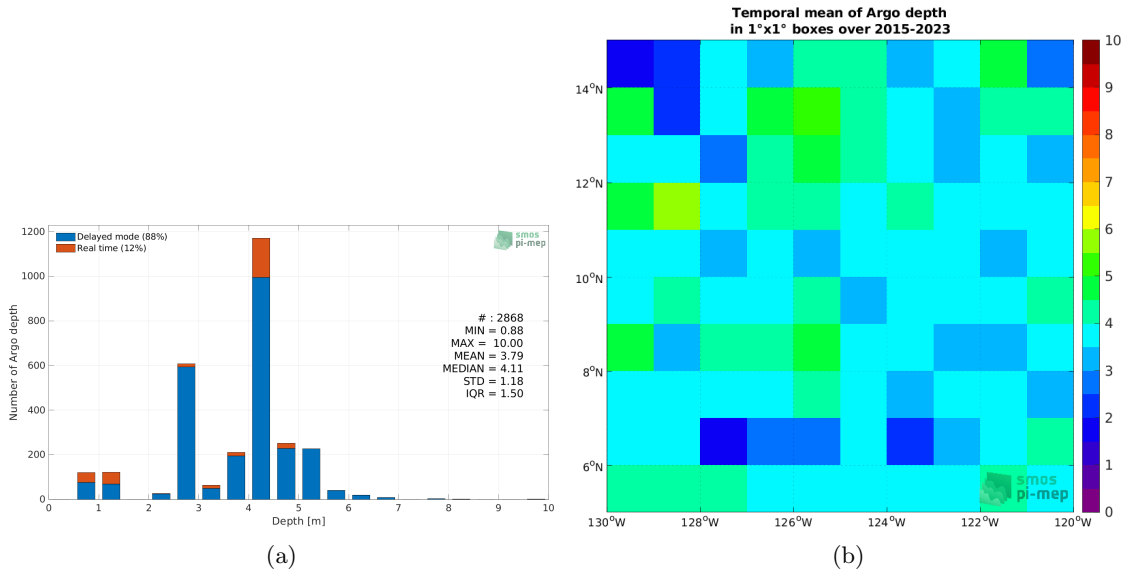 Delayed mode (88%)
Real time (12%)
smos
pi-mep
1200
1000
800
600
400
200
0
Number of Argo depth
# : 2868
MIN = 0.88
MAX = 10.00
MEAN = 3.79
MEDIAN = 4.11
STD = 1.18
IQR = 1.50
0 1 2 3 4 5 6 7 8 9 10
Depth [m]
(a)
Temporal mean of Argo depth
in 1°x1° boxes over 2015-2023
14°N
12°N
10°N
8°N
6°N
130°W 128°W 126°W 124°W 122°W 120°W
smos
pi-mep
10
9
8
7
6
5
4
3
2
1
0
(b)